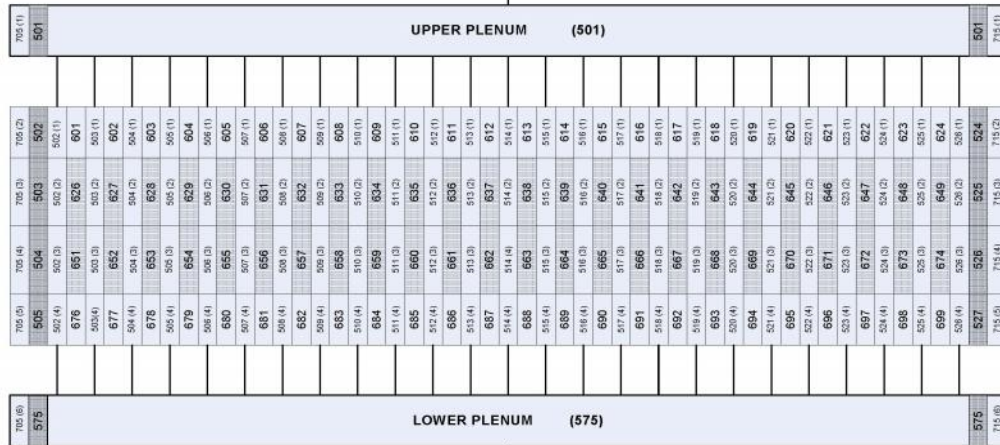 705 (1) 501 UPPER PLENUM (501) 501 715 (1)
705 (2) 502 502 (1) 601 503 (1) 602 504 (1) 603 505 (1) 604 506 (1) 605 507 (1) 606 508 (1) 607 509 (1) 608 510 (1) 609 511 (1) 610 512 (1) 611 513 (1) 612 514 (1) 613 515 (1) 614 516 (1) 615 517 (1) 616 518 (1) 617 519 (1) 618 520 (1) 619 521 (1) 620 522 (1) 621 523 (1) 622 524 (1) 623 525 (1) 624 526 (1) 524 715 (2)
705 (3) 503 502 (2) 626 503 (2) 627 504 (2) 628 505 (2) 629 506 (2) 630 507 (2) 631 508 (2) 632 509 (2) 633 510 (2) 634 511 (2) 635 512 (2) 636 513 (2) 637 514 (2) 638 515 (2) 639 516 (2) 640 517 (2) 641 518 (2) 642 519 (2) 643 520 (2) 644 521 (2) 645 522 (2) 646 523 (2) 647 524 (2) 648 525 (2) 649 526 (2) 525 715 (3)
705 (4) 504 502 (3) 651 503 (3) 652 504 (3) 653 505 (3) 654 506 (3) 655 507 (3) 656 508 (3) 657 509 (3) 658 510 (3) 659 511 (3) 660 512 (3) 661 513 (3) 662 514 (4) 663 515 (3) 664 516 (3) 665 517 (3) 666 518 (3) 667 519 (3) 668 520 (3) 669 521 (3) 670 522 (3) 671 523 (3) 672 524 (3) 673 525 (3) 674 526 (3) 526 715 (4)
705 (5) 505 502 (4) 676 503(4) 677 504 (4) 678 505 (4) 679 506 (4) 680 507 (4) 681 508 (4) 682 509 (4) 683 510 (4) 684 511 (4) 685 512 (4) 686 513 (4) 687 514 (4) 688 515 (4) 689 516 (4) 690 517 (4) 691 518 (4) 692 519 (4) 693 520 (4) 694 521 (4) 695 522 (4) 696 523 (4) 697 524 (4) 698 525 (4) 699 526 (4) 527 715 (5)
705 (6) 575 LOWER PLENUM (575) 575 715 (6)